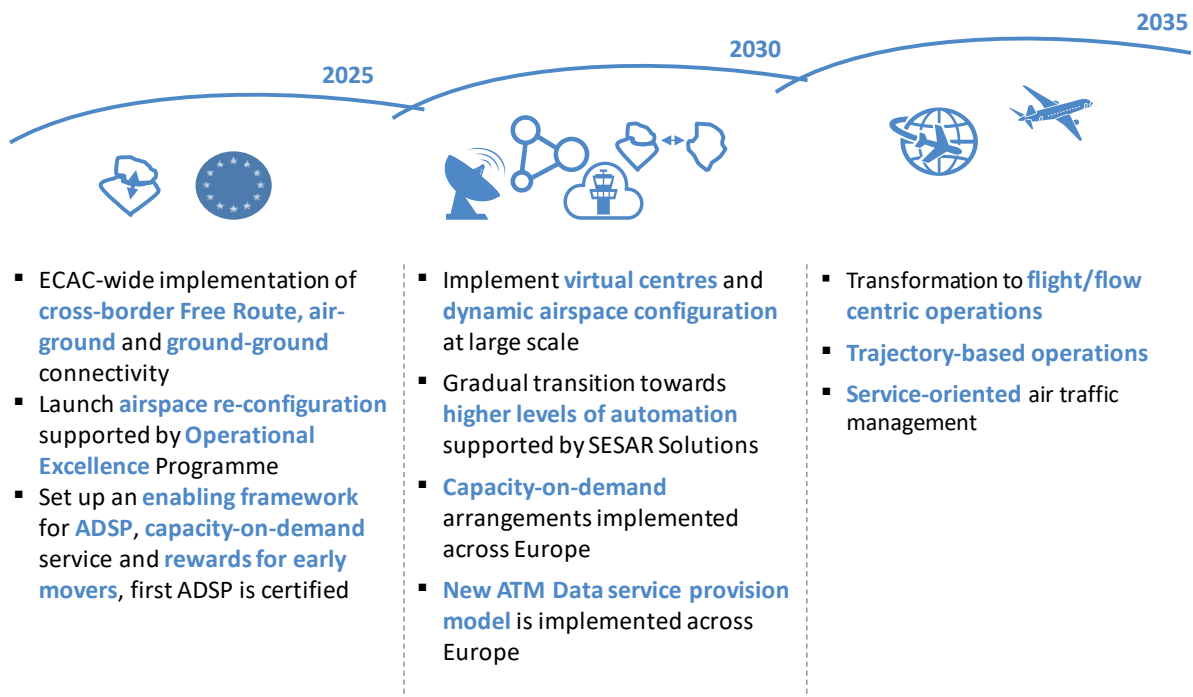 2025
2030
2035
▪ ECAC-wide implementation of
cross-border Free Route, air-
ground and ground-ground
connectivity
▪ Launch airspace re-configuration
supported by Operational
Excellence Programme
▪ Set up an enabling framework
for ADSP, capacity-on-demand
service and rewards for early
movers, first ADSP is certified
▪ Implement virtual centres and
dynamic airspace configuration
at large scale
▪ Gradual transition towards
higher levels of automation
supported by SESAR Solutions
▪ Capacity-on-demand
arrangements implemented
across Europe
▪ New ATM Data service provision
model is implemented across
Europe
▪ Transformation to flight/flow
centric operations
▪ Trajectory-based operations
▪ Service-oriented air traffic
management